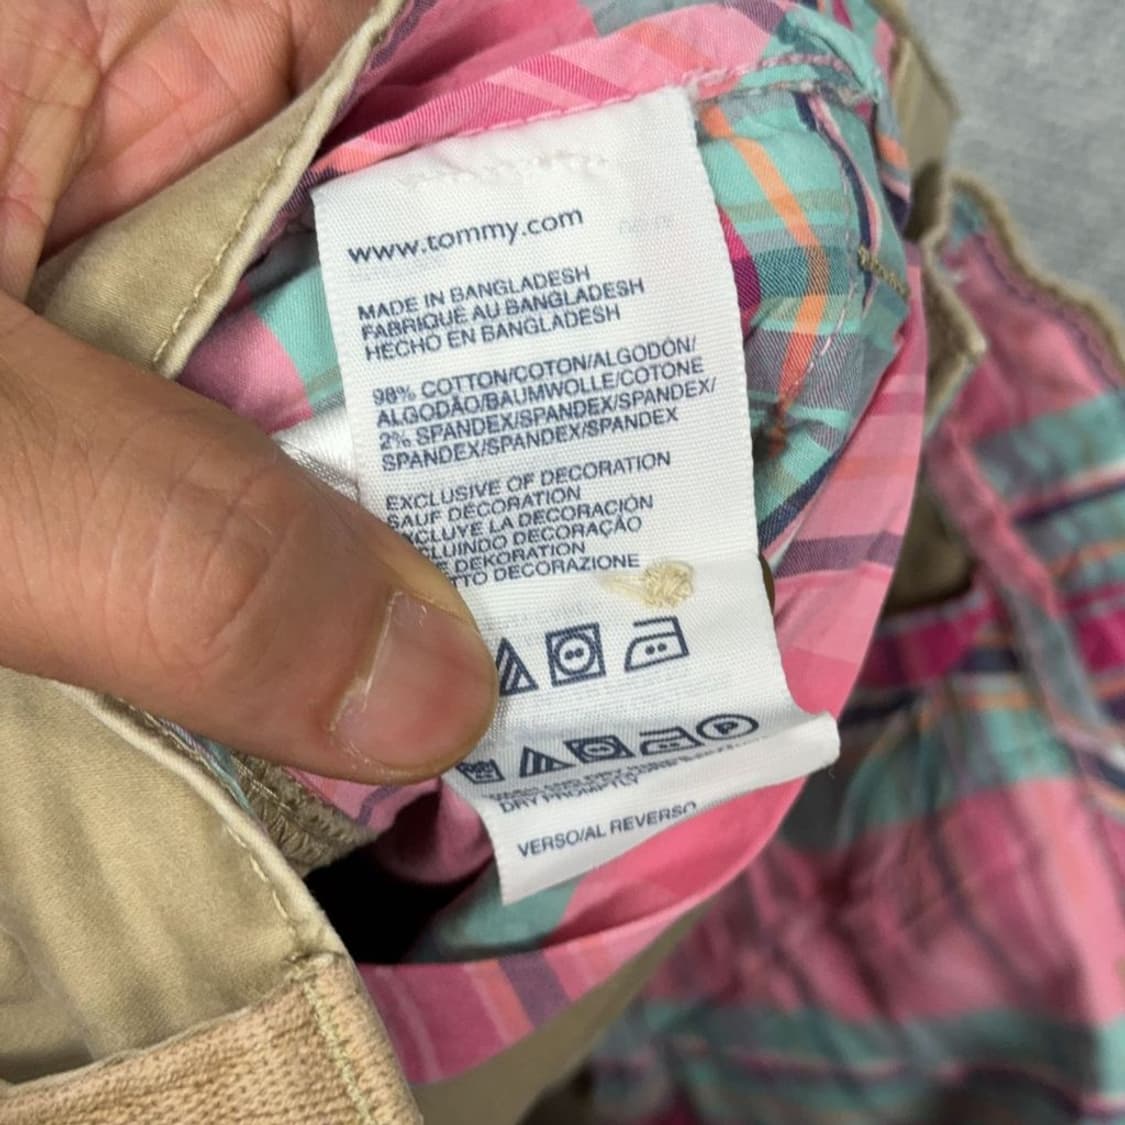 www.tommy.com
MADE IN BANGLADESH
FABRIQUÉ AU BANGLADESH
HECHO EN BANGLADESH
98% COTTON/COTON/ALGODÓN/
ALGODÃO/BAUMWOLLE/COTONE
2% SPANDEX/SPANDEX/SPANDEX/
SPANDEX/SPANDEX/SPANDEX
EXCLUSIVE OF DECORATION
SAUF DÉCORATION
LA DECORACIÓN
DECORAÇÃO
DEKORATION
DECORAZIONE
P
DRY PROMPTLY
VERSO/AL REVERSO